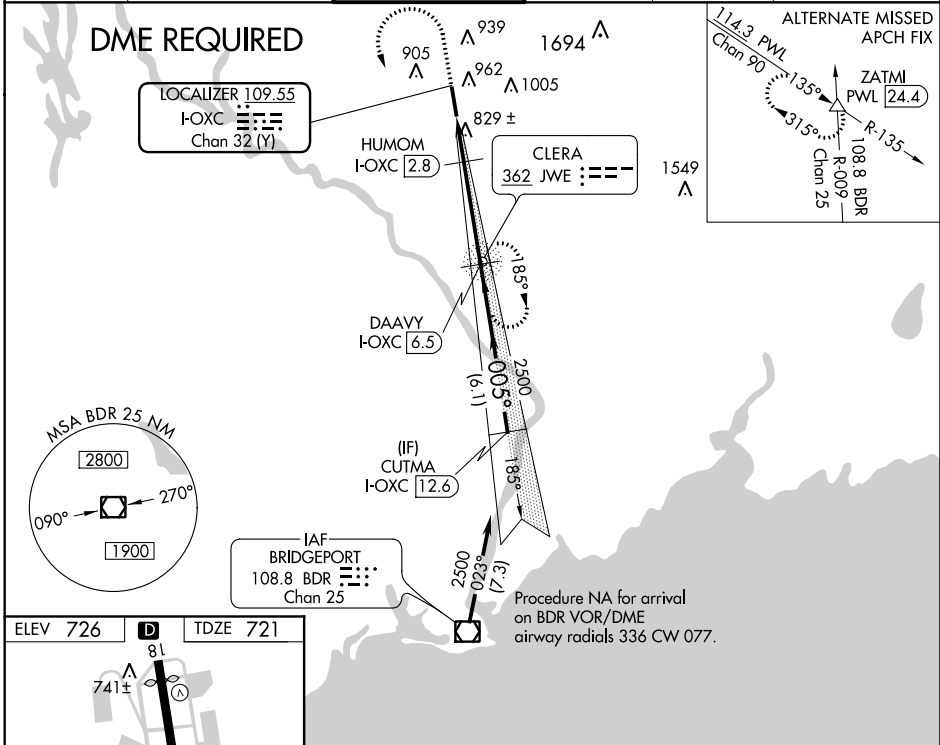 DME REQUIRED
LOCALIZER 109.55
I-OXC
Chan 32 (Y)
905
939
1694
962
1005
829 ±
HUMOM
I-OXC 2.8
CLERA
362 JWE
1549
ALTERNATE MISSED
APCH FIX
114.3 PWL
Chan 90
135°
ZATMI
PWL 24.4
315°
R-135
R-009
108.8 BDR
Chan 25
185°
DAAVY
I-OXC 6.5
005°
2500
(6.1)
(IF)
CUTMA
I-OXC 12.6
185°
MSA BDR 25 NM
2800
090°
270°
1900
IAF
BRIDGEPORT
108.8 BDR
Chan 25
2500
023°
(7.3)
Procedure NA for arrival
on BDR VOR/DME
airway radials 336 CW 077.
ELEV 726
D
TDZE 721
18
741±
A